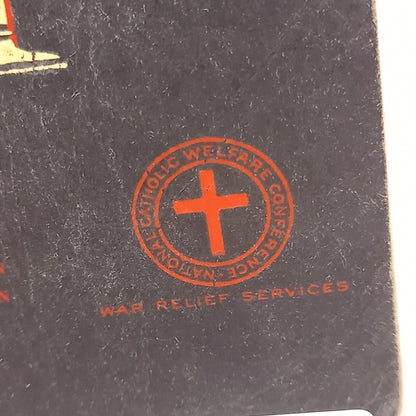 NATIONAL CATHOLIC WELFARE CONFERENCE
WAR RELIEF SERVICES